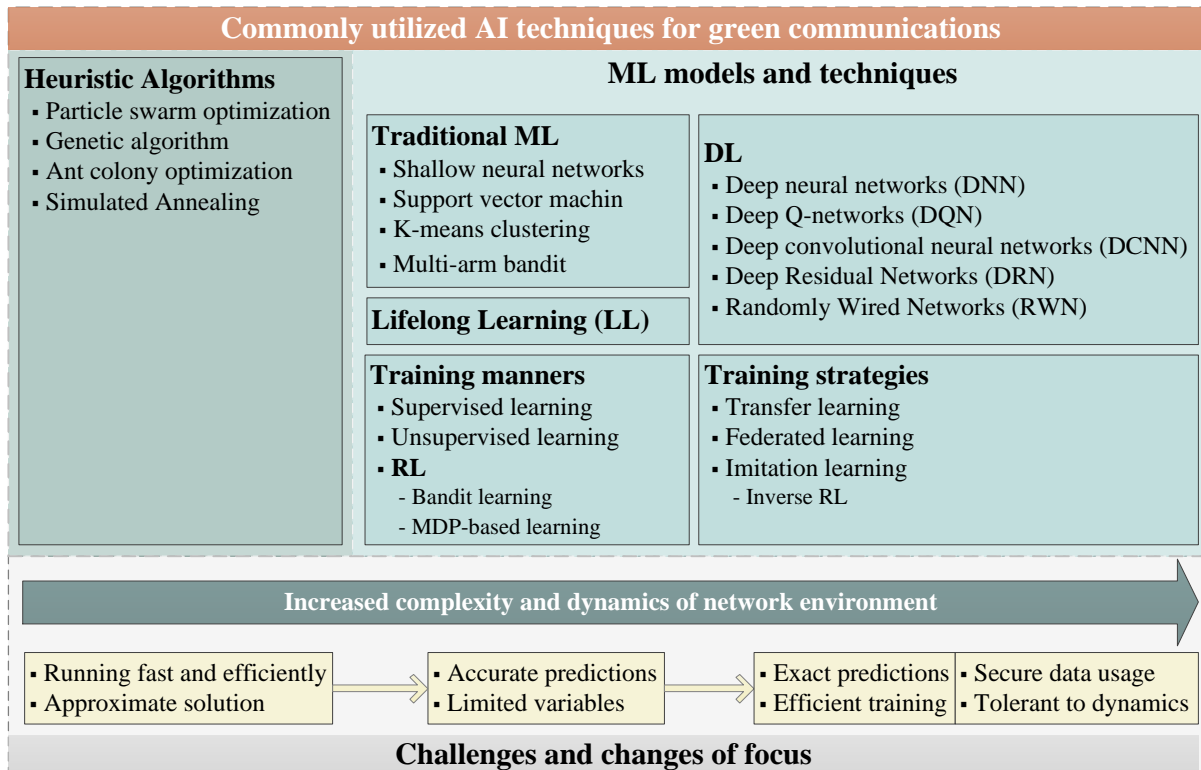 Commonly utilized AI techniques for green communications
Heuristic Algorithms
▪ Particle swarm optimization
▪ Genetic algorithm
▪ Ant colony optimization
▪ Simulated Annealing
ML models and techniques
Traditional ML
▪ Shallow neural networks
▪ Support vector machin
▪ K-means clustering
▪ Multi-arm bandit
Lifelong Learning (LL)
DL
▪ Deep neural networks (DNN)
▪ Deep Q-networks (DQN)
▪ Deep convolutional neural networks (DCNN)
▪ Deep Residual Networks (DRN)
▪ Randomly Wired Networks (RWN)
Training manners
▪ Supervised learning
▪ Unsupervised learning
▪ RL
- Bandit learning
- MDP-based learning
Training strategies
▪ Transfer learning
▪ Federated learning
▪ Imitation learning
- Inverse RL
Increased complexity and dynamics of network environment
▪ Running fast and efficiently
▪ Approximate solution
▪ Accurate predictions
▪ Limited variables
▪ Exact predictions
▪ Efficient training
▪ Secure data usage
▪ Tolerant to dynamics
Challenges and changes of focus